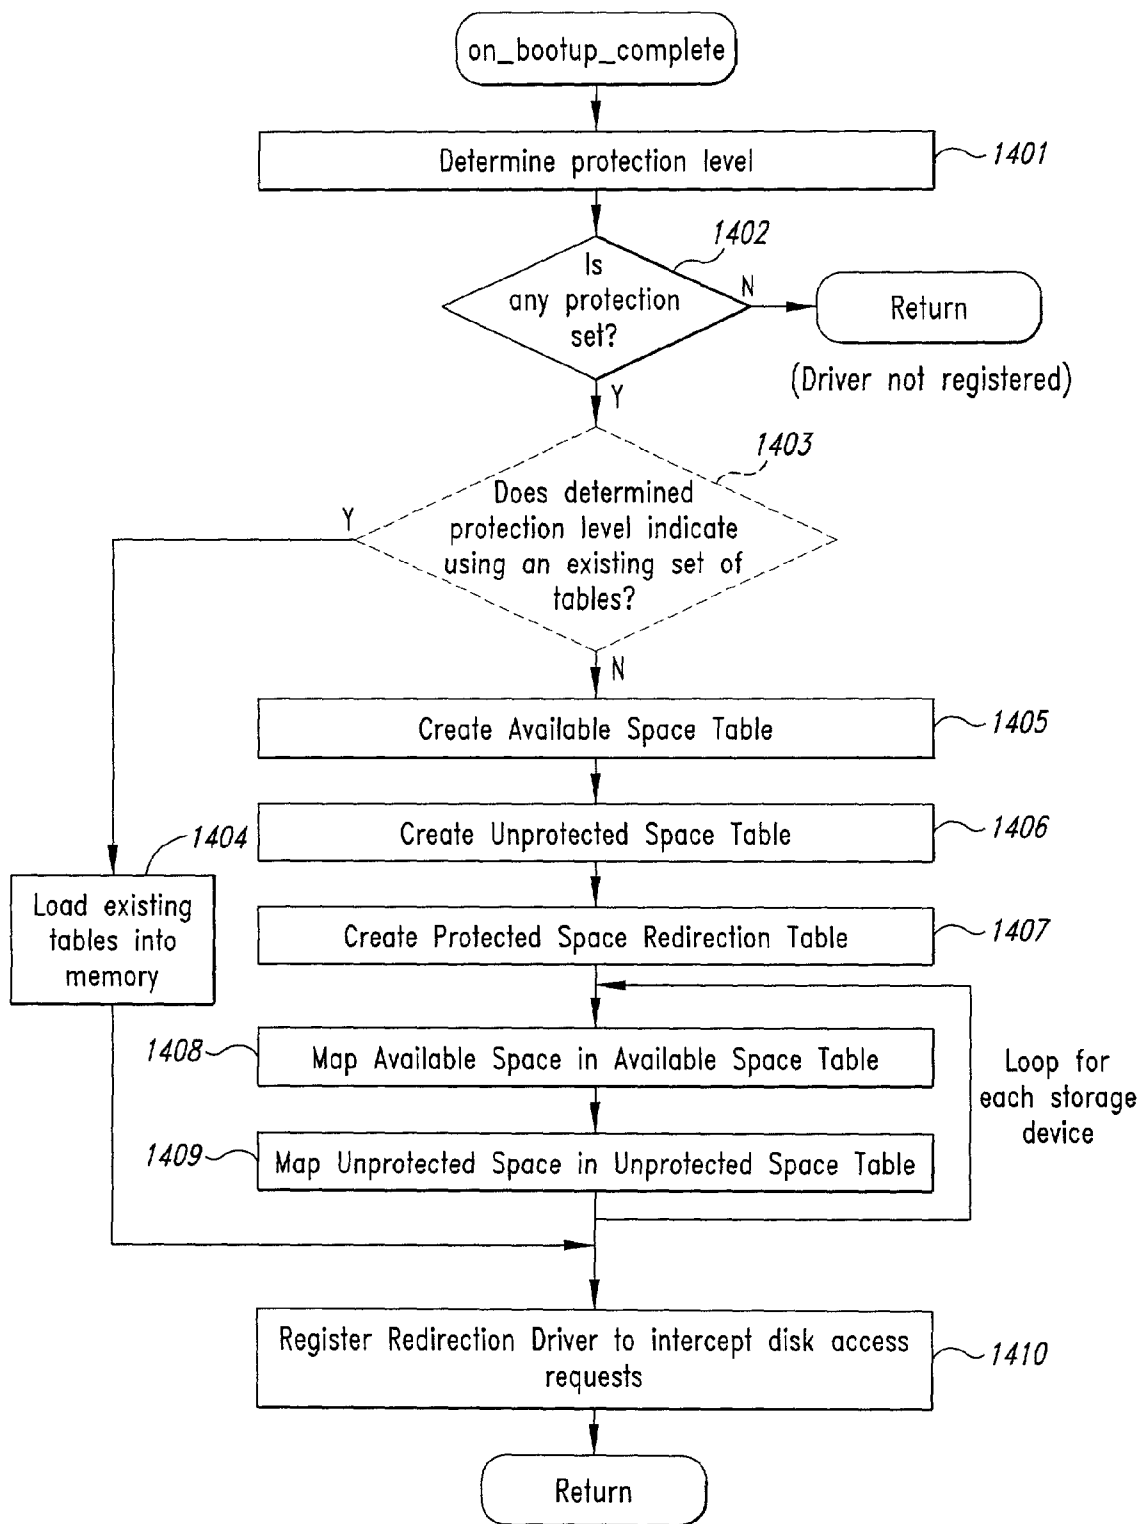 on_bootup_complete
Determine protection level
1401
1402
Is
any protection
set?
N
Return
(Driver not registered)
Y
1403
Does determined
protection level indicate
using an existing set of
tables?
Y
N
Create Available Space Table
1405
Create Unprotected Space Table
1406
1404
Load existing
tables into
memory
Create Protected Space Redirection Table
1407
1408
Map Available Space in Available Space Table
Loop for
each storage
device
1409
Map Unprotected Space in Unprotected Space Table
Register Redirection Driver to intercept disk access
requests
1410
Return